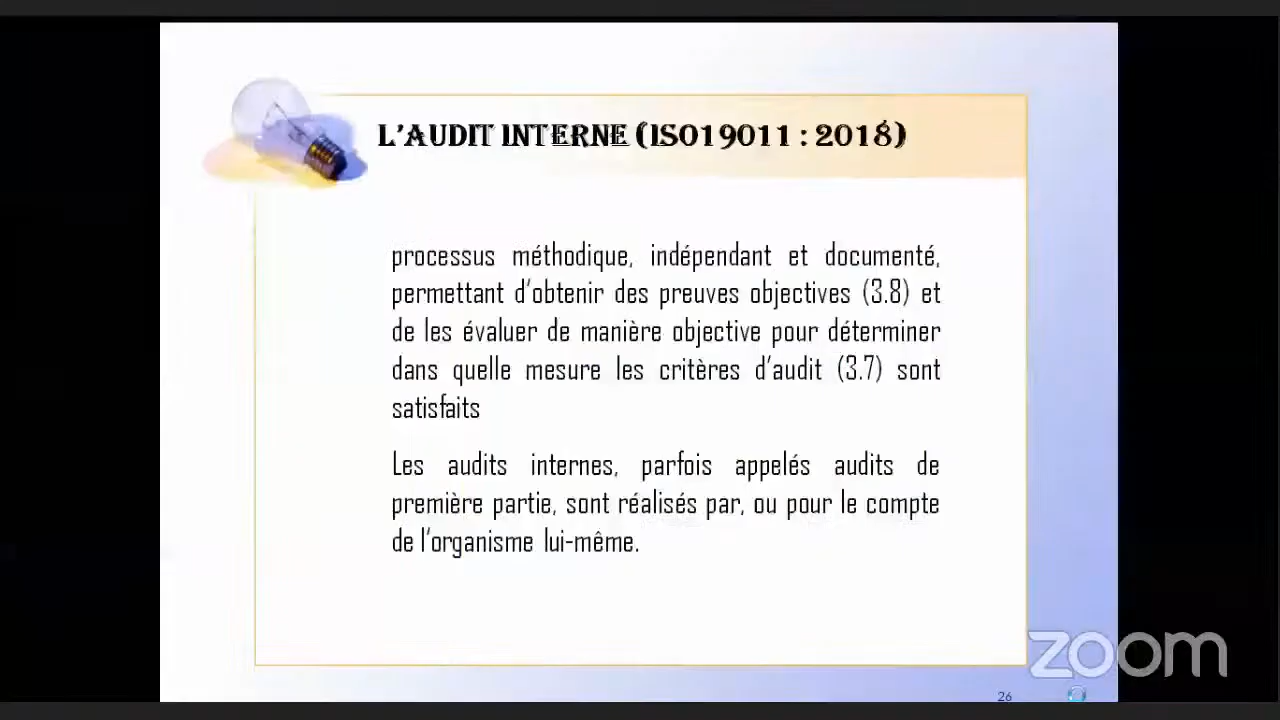 L'AUDIT INTERNE (ISO19011 : 2018)
processus méthodique, indépendant et documenté,
permettant d'obtenir des preuves objectives (3.8) et
de les évaluer de manière objective pour déterminer
dans quelle mesure les critères d'audit (3.7) sont
satisfaits
Les audits internes, parfois appelés audits de
première partie, sont réalisés par, ou pour le compte
de l'organisme lui-même.
zoom
26